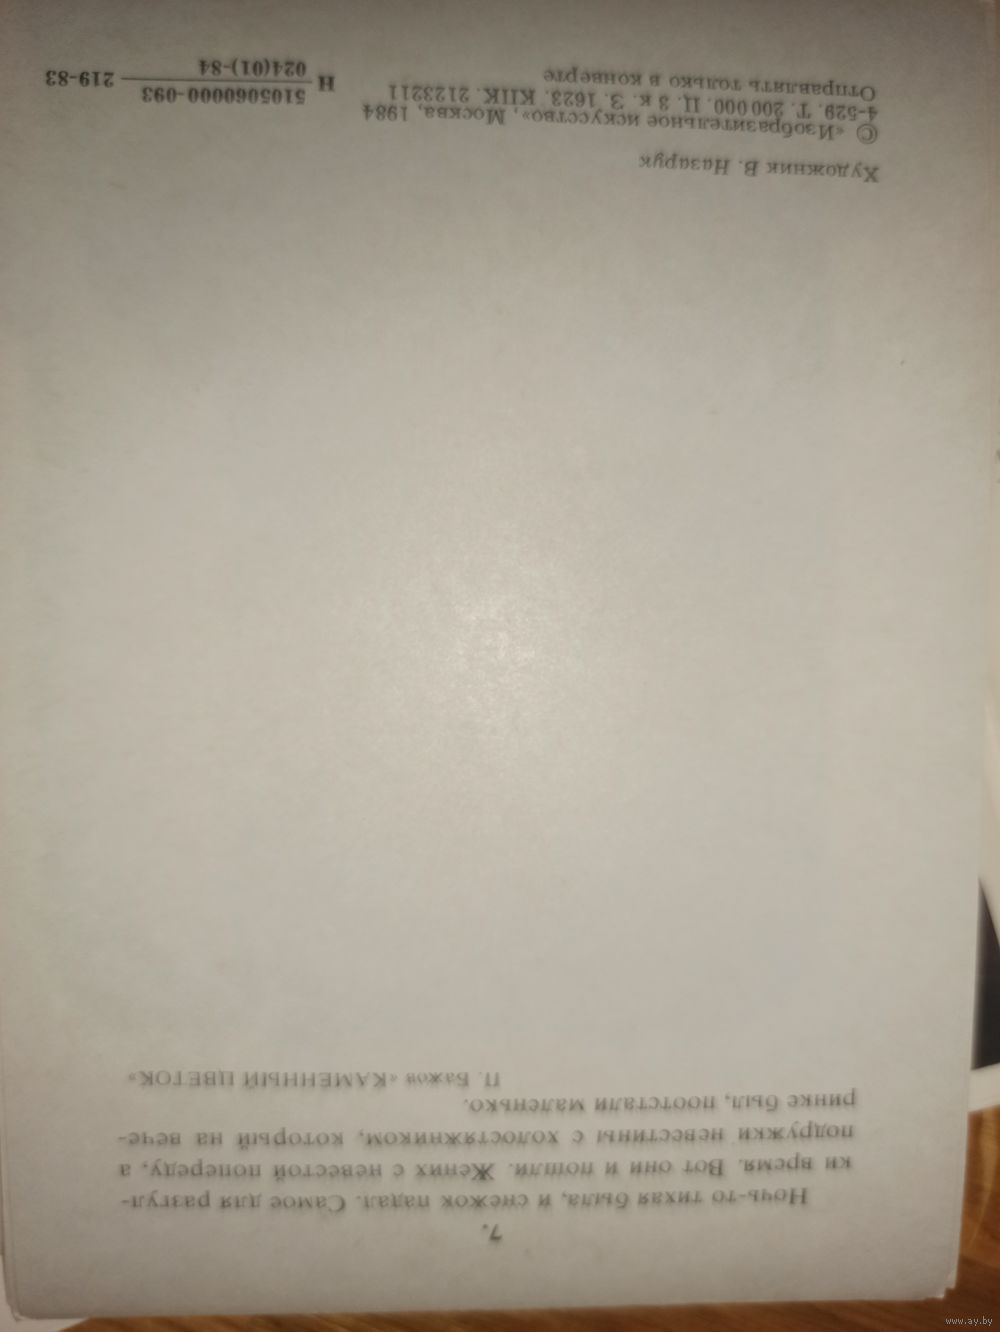 7.
Ночь-то тихая была, и снежок падал. Самое для разгул-
ки время. Вот они и пошли. Жених с невестой попереду, а
подружки невестины с холостяжником, который на вече-
ринке был, поотстали маленько.
П. Бажов «КАМЕННЫЙ ЦВЕТОК»
Художник В. Назарук
© «Изобразительное искусство», Москва, 1984
4-529. Т. 200 000. Ц. 3 к. З. 1623. КПК. 2123211
Отправлять только в конверте
Н 5105060000-093
024(01)-84 219-83
www.ay.by